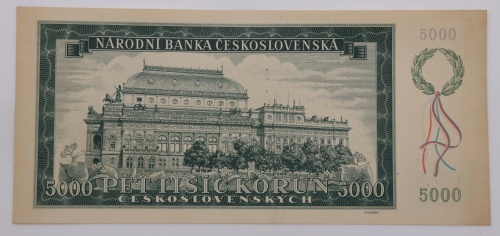 5000
NÁRODNÍ BANKA ČESKOSLOVENSKÁ
5000 PĚT TISÍC KORUN 5000
ČESKOSLOVENSKÝCH
5000